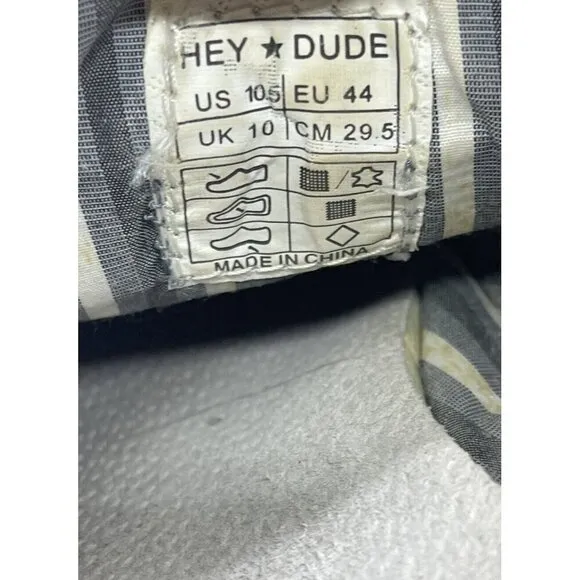 HEY ★ DUDE
US 105 EU 44
UK 10 CM 29.5
MADE IN CHINA